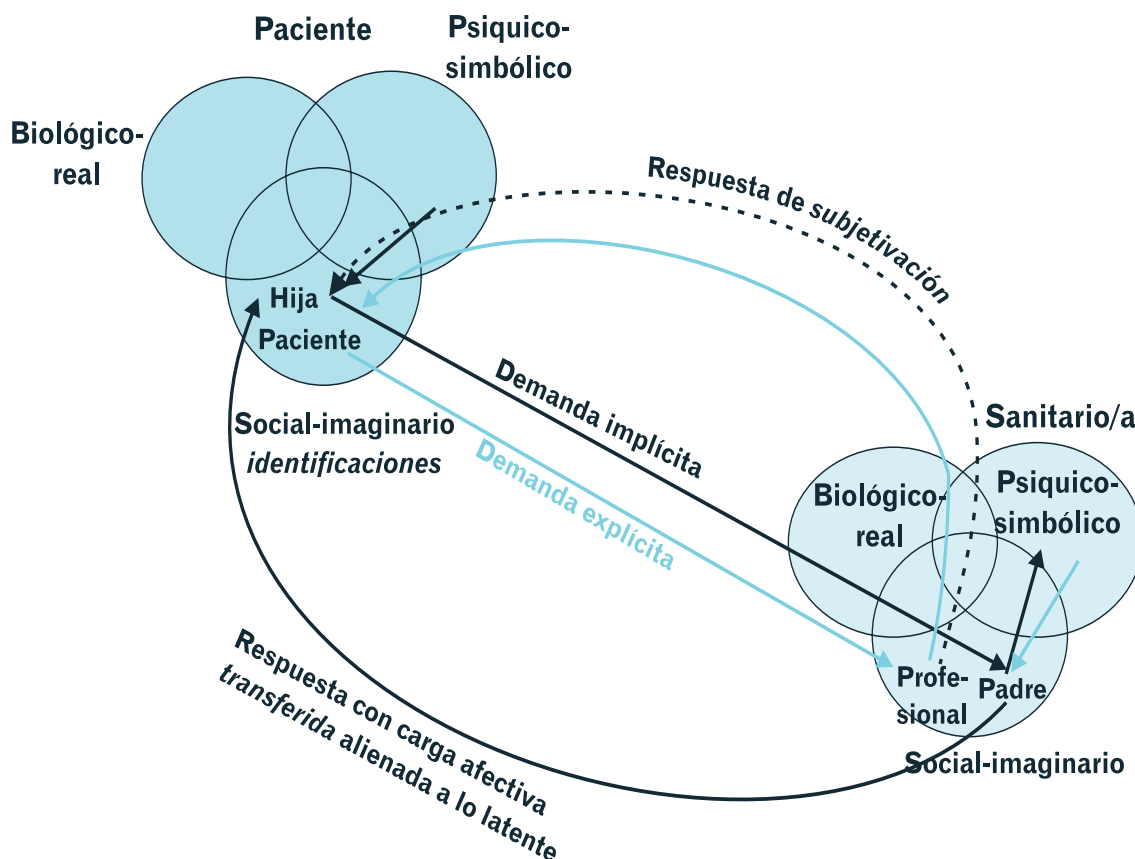 Paciente
Psiquico-
simbólico
Biológico-
real
Respuesta de subjetivación
Hija
Paciente
Social-imaginario
identificaciones
Demanda implícita
Demanda explícita
Sanitario/a
Biológico-
real
Psiquico-
simbólico
Profe-
sional
Padre
Social-imaginario
Respuesta con carga afectiva
transferida alienada a lo latente